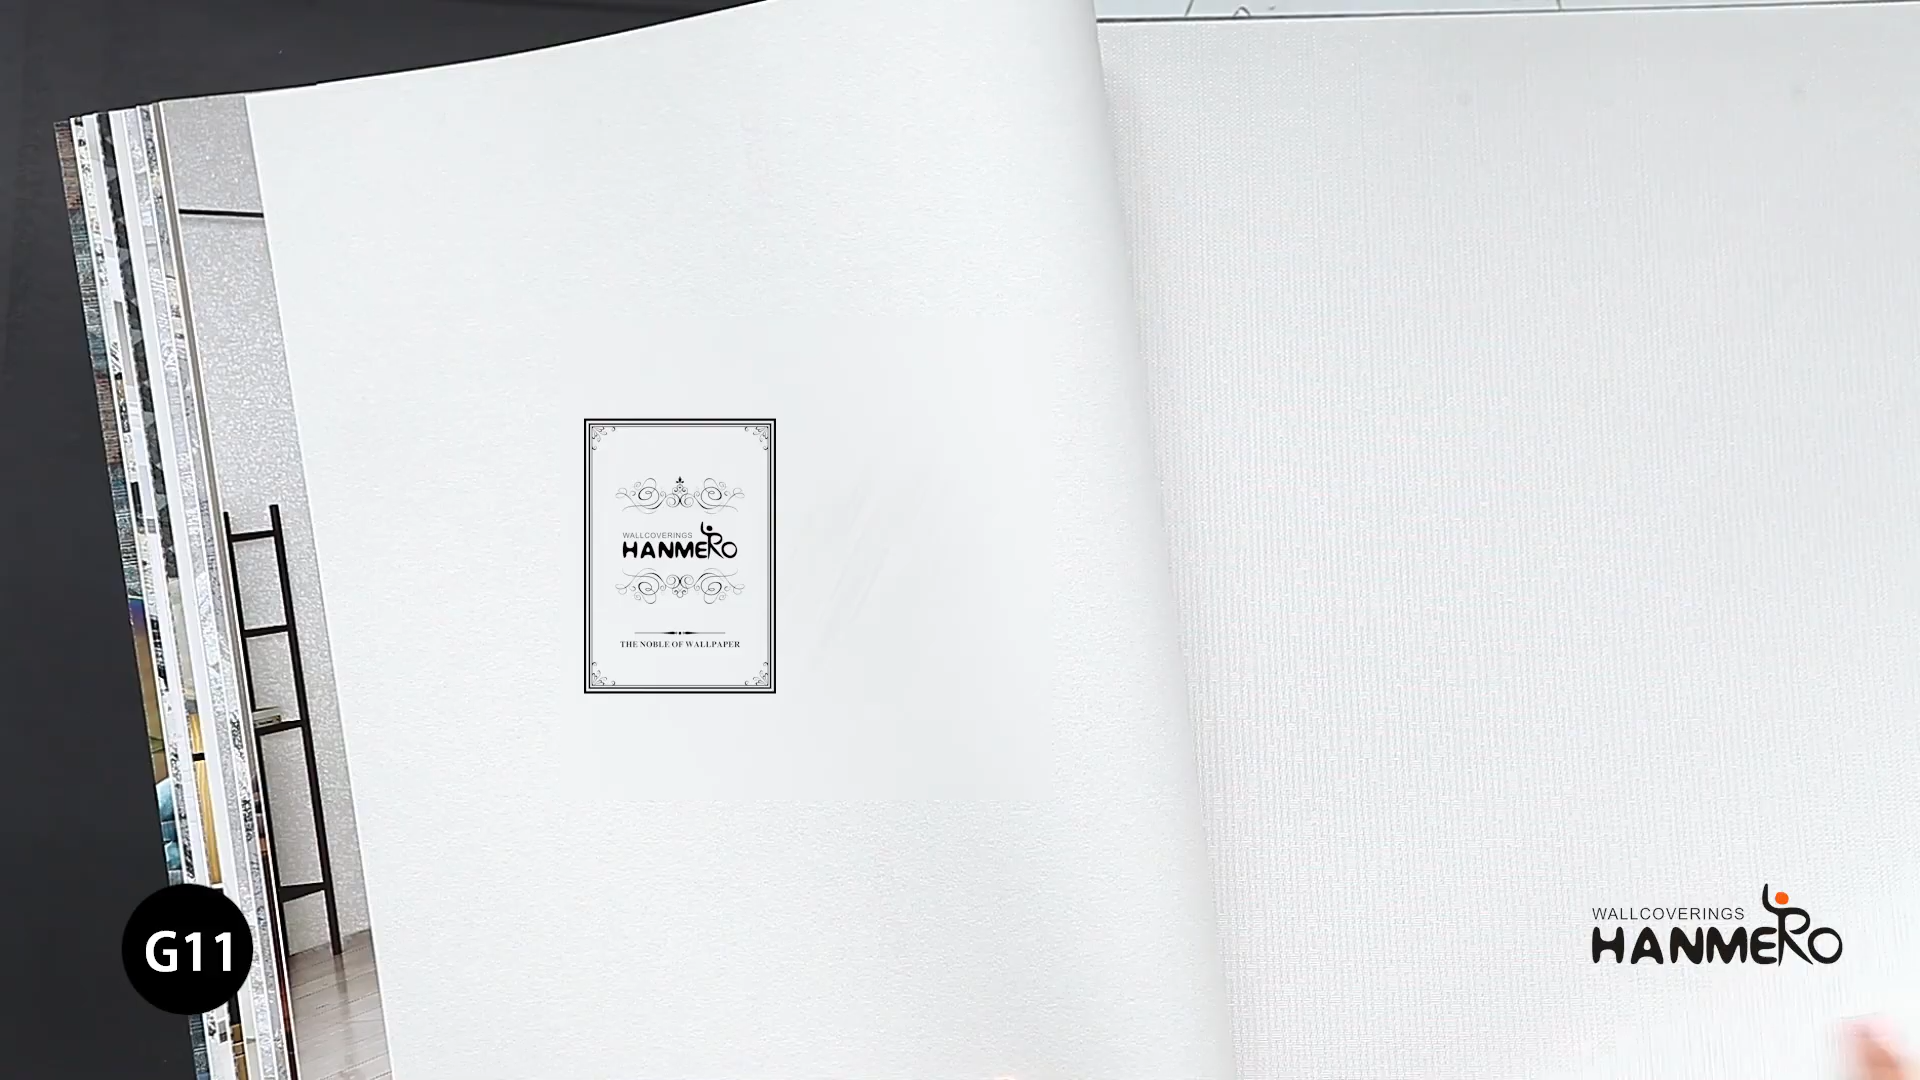 WALLCOVERINGS
HANMERO
THE NOBLE OF WALLPAPER
G11
WALLCOVERINGS
HANMERO